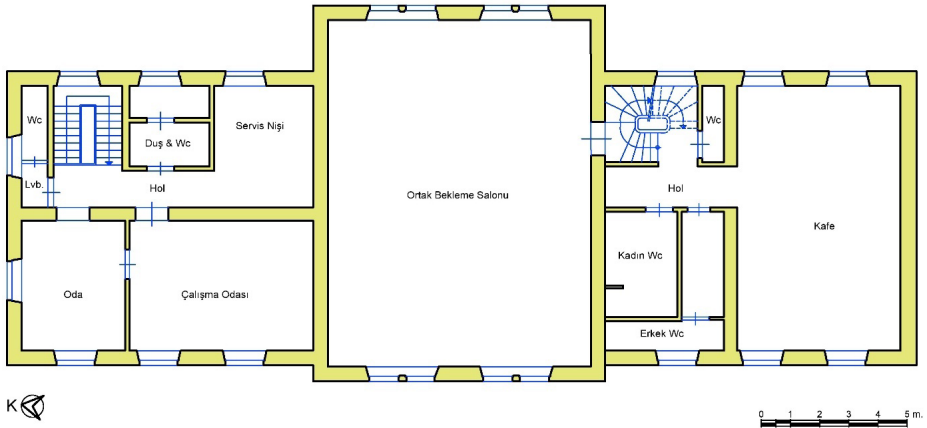 Wc
Servis Nişi
Duş & Wc
Lvb.
Hol
Oda
Çalışma Odası
Ortak Bekleme Salonu
Wc
Hol
Kafe
Kadın Wc
Erkek Wc
K
0 1 2 3 4 5 m.